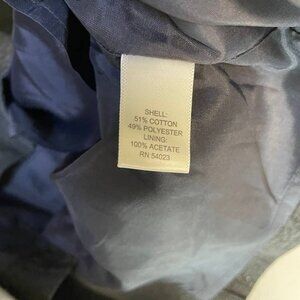 SHELL:
51% COTTON
49% POLYESTER
LINING:
100% ACETATE
RN 54023